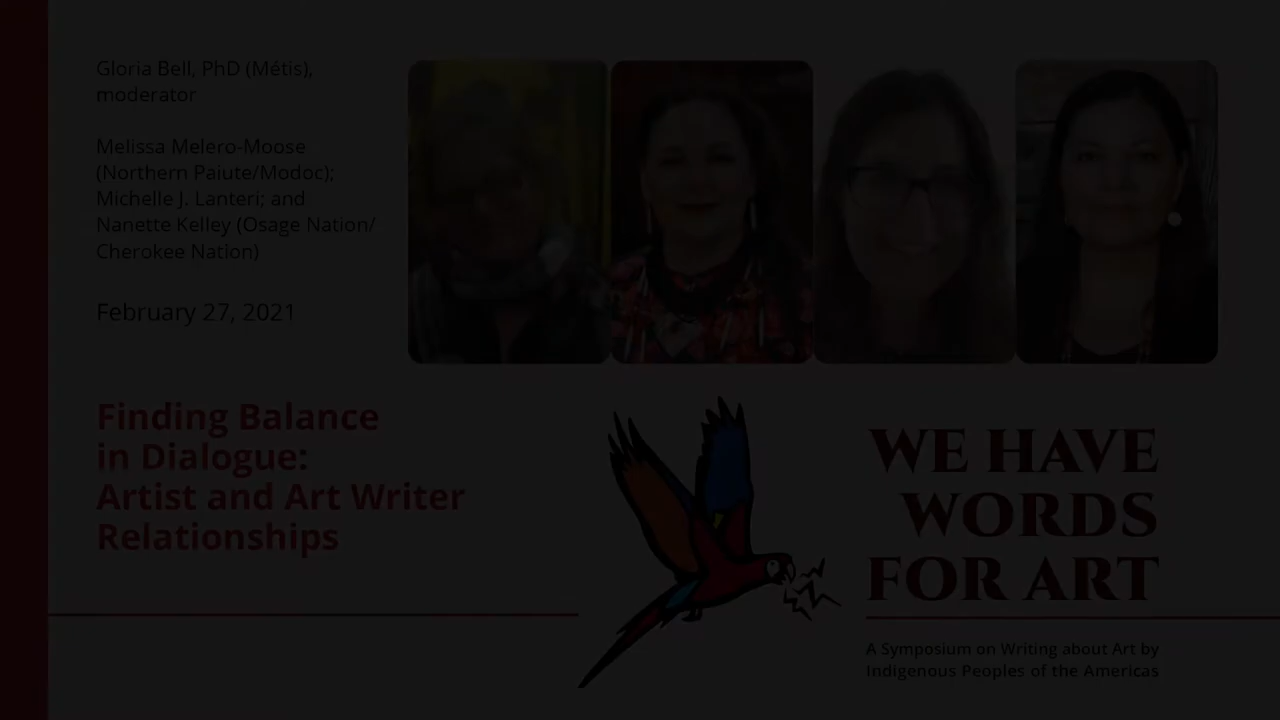 Gloria Bell, PhD (Métis),
moderator
Melissa Melero-Moose
(Northern Paiute/Modoc);
Michelle J. Lanteri; and
Nanette Kelley (Osage Nation/
Cherokee Nation)
February 27, 2021
Finding Balance
in Dialogue:
Artist and Art Writer
Relationships
WE HAVE
WORDS
FOR ART
A Symposium on Writing about Art by
Indigenous Peoples of the Americas